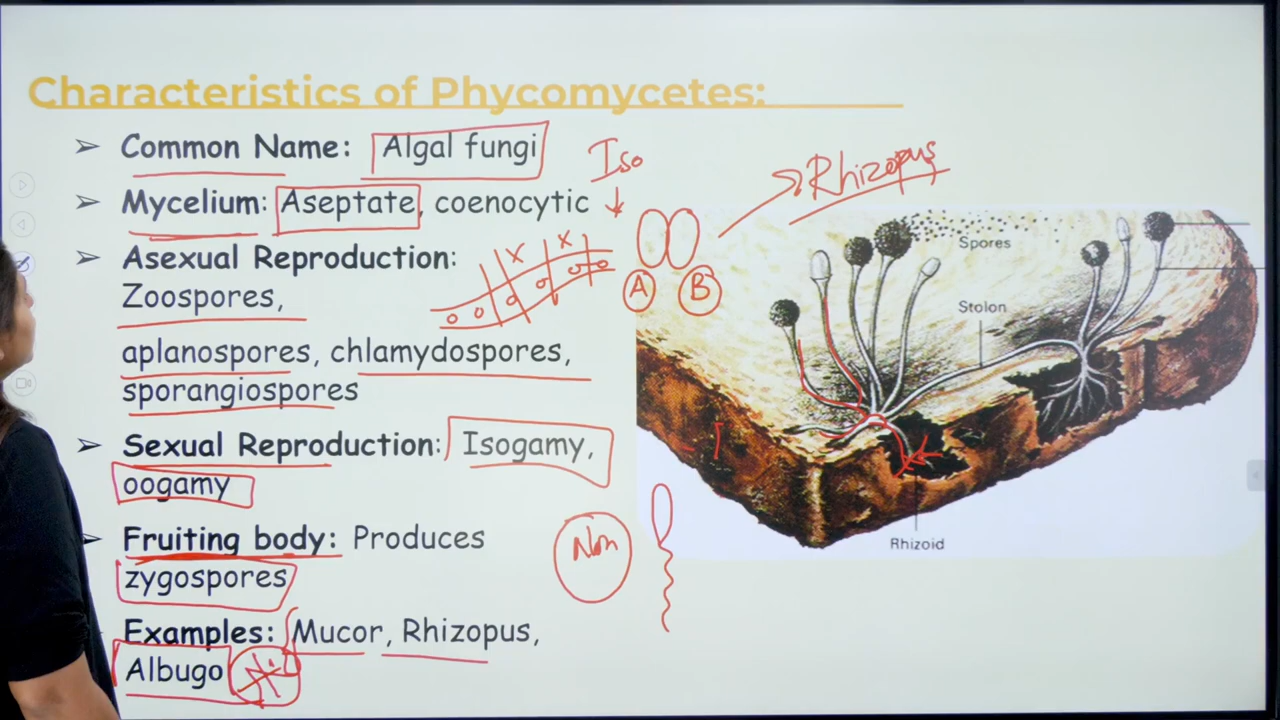 Characteristics of Phycomycetes:
➢ Common Name: Algal fungi
Iso
Rhizopus
➢ Mycelium: Aseptate, coenocytic
➢ Asexual Reproduction:
x x
A B
Zoospores,
aplanospores, chlamydospores,
sporangiospores
Spores
Stolon
Rhizoid
➢ Sexual Reproduction: Isogamy,
oogamy
➢ Fruiting body: Produces
zygospores
Non
Examples: Mucor, Rhizopus,
Albugo